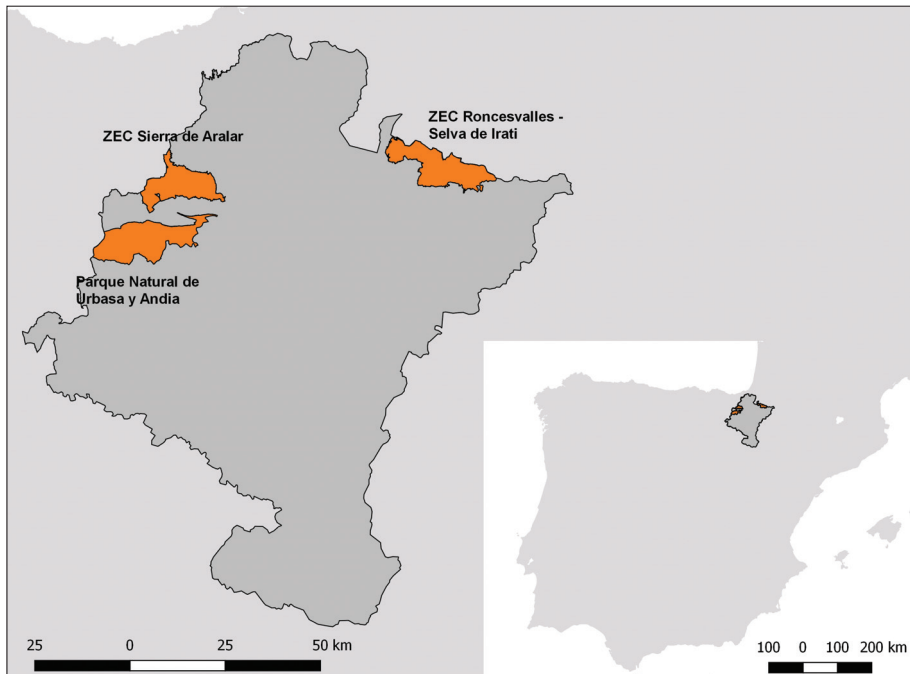 ZEC Roncesvalles -
Selva de Irati
ZEC Sierra de Aralar
Parque Natural de
Urbasa y Andia
25 0 25 50 km
100 0 100 200 km